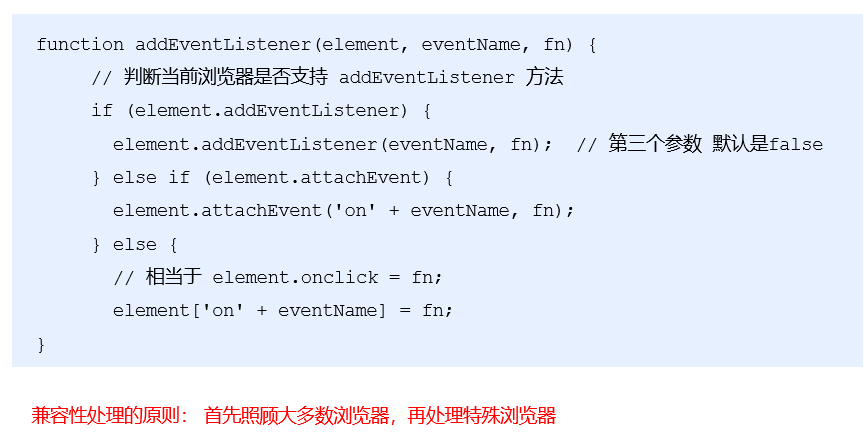 function addEventListener(element, eventName, fn) {
// 判断当前浏览器是否支持 addEventListener 方法
if (element.addEventListener) {
element.addEventListener(eventName, fn); // 第三个参数 默认是false
} else if (element.attachEvent) {
element.attachEvent('on' + eventName, fn);
} else {
// 相当于 element.onclick = fn;
element['on' + eventName] = fn;
}
兼容性处理的原则： 首先照顾大多数浏览器，再处理特殊浏览器